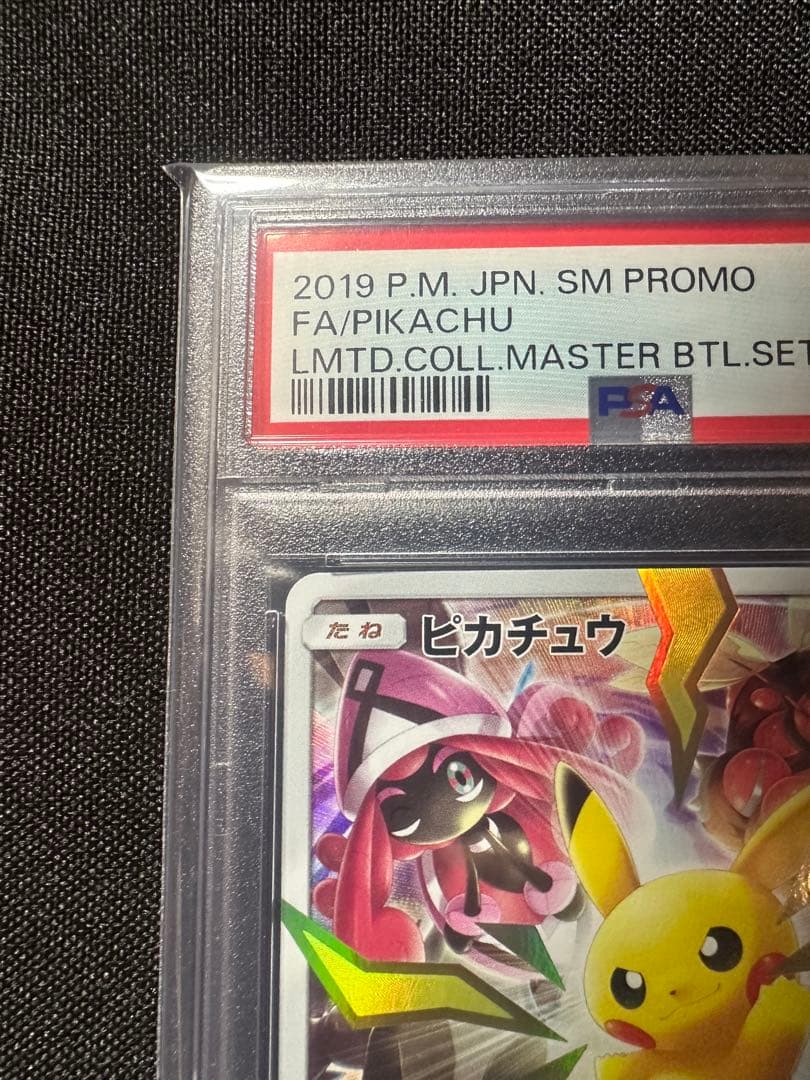 2019 P.M. JPN. SM PROMO
FA/PIKACHU
LMTD.COLL.MASTER BTL.SET
PSA
たね ピカチュウ